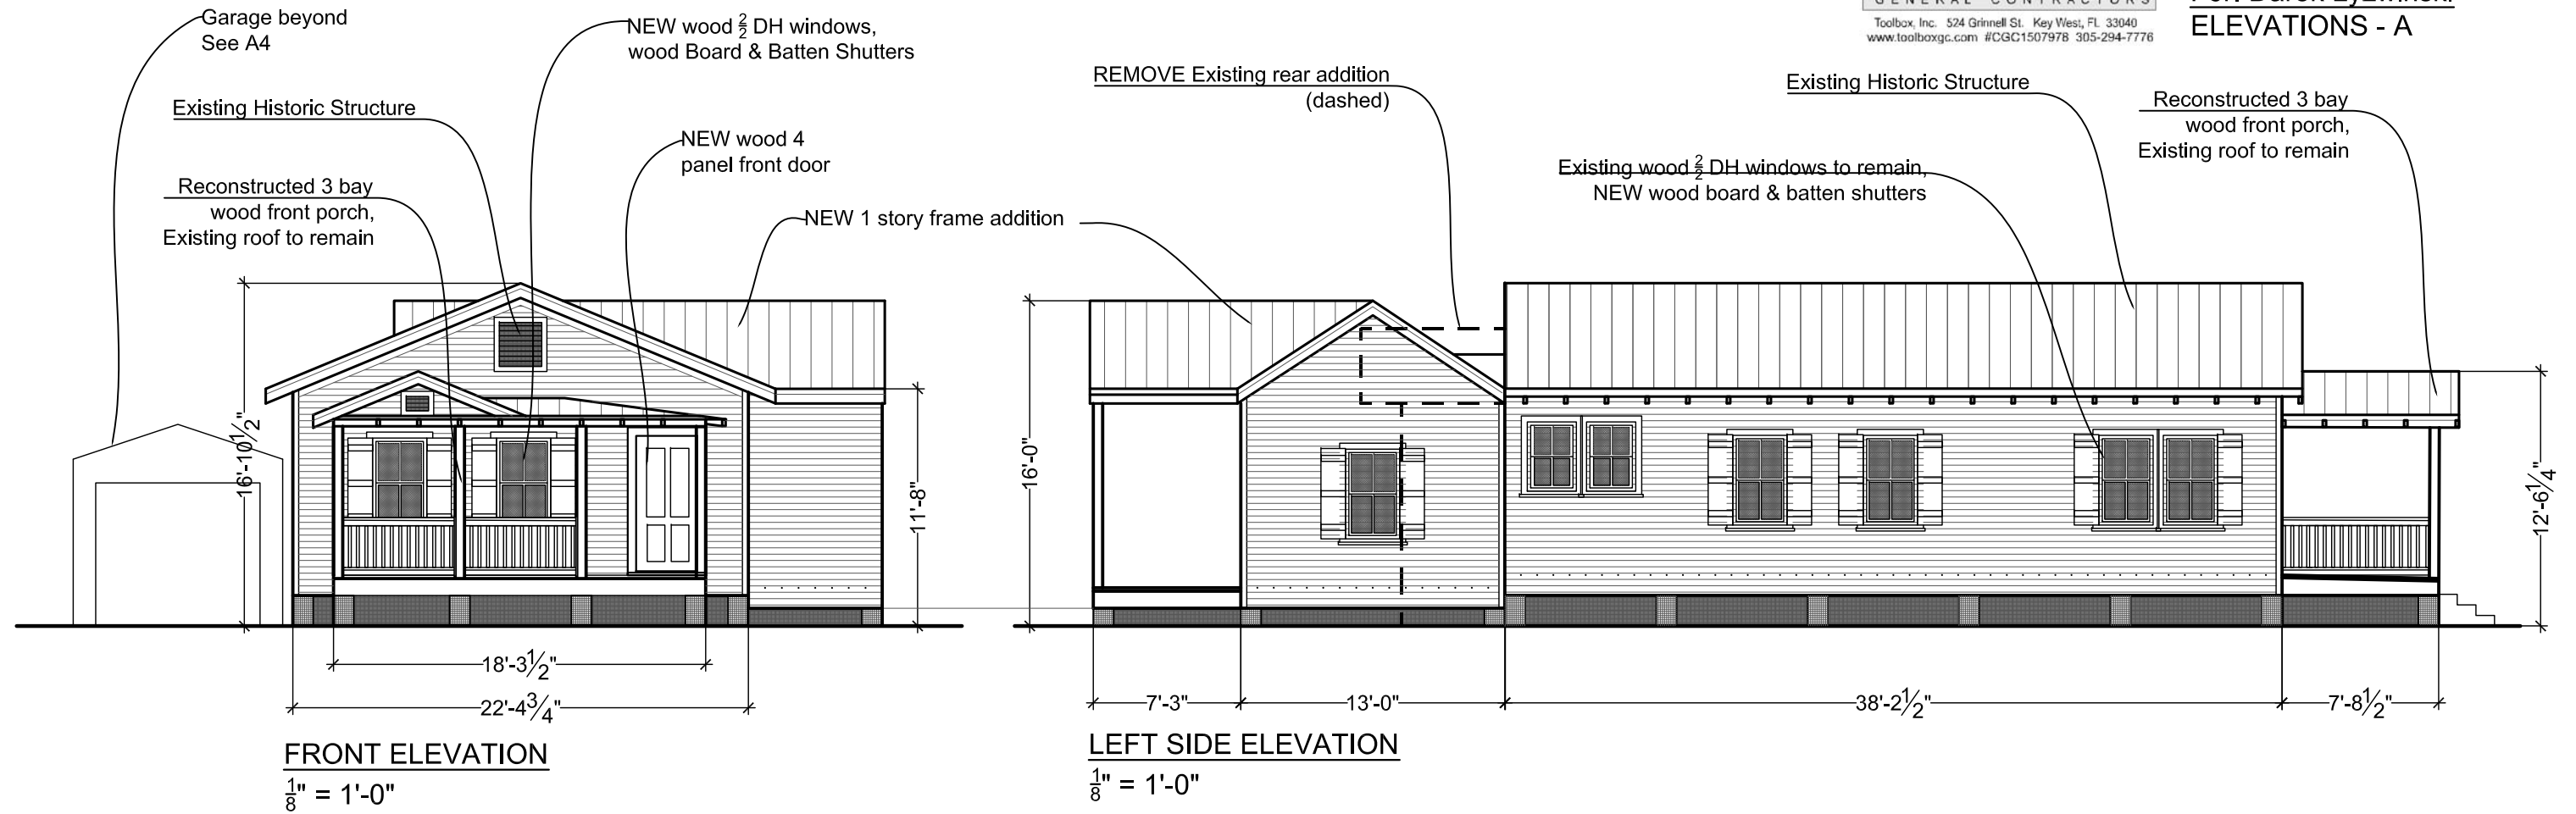 GENERAL CONTRACTORS
Toolbox, Inc. 524 Grinnell St. Key West, FL 33040
www.toolboxgc.com #CGC1507978 305-294-7776
ELEVATIONS - A
Garage beyond
See A4
NEW wood 2/2 DH windows,
wood Board & Batten Shutters
Existing Historic Structure
NEW wood 4
panel front door
Reconstructed 3 bay
wood front porch,
Existing roof to remain
NEW 1 story frame addition
REMOVE Existing rear addition
(dashed)
Existing Historic Structure
Reconstructed 3 bay
wood front porch,
Existing roof to remain
Existing wood 2/2 DH windows to remain,
NEW wood board & batten shutters
16'-10 1/2"
11'-8"
18'-3 1/2"
22'-4 3/4"
FRONT ELEVATION
1/8" = 1'-0"
16'-0"
12'-6 1/4"
7'-3"
13'-0"
38'-2 1/2"
7'-8 1/2"
LEFT SIDE ELEVATION
1/8" = 1'-0"